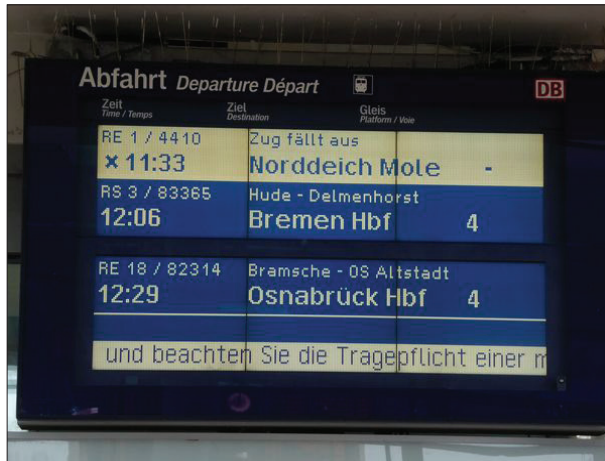 Abfahrt Departure Départ DB
Zeit Ziel Gleis
Time / Temps Destination Platform / Voie
RE 1 / 4410 Zug fällt aus
× 11:33 Norddeich Mole -
RS 3 / 83365 Hude - Delmenhorst
12:06 Bremen Hbf 4
RE 18 / 82314 Bramsche - OS Altstadt
12:29 Osnabrück Hbf 4
und beachten Sie die Tragepflicht einer m